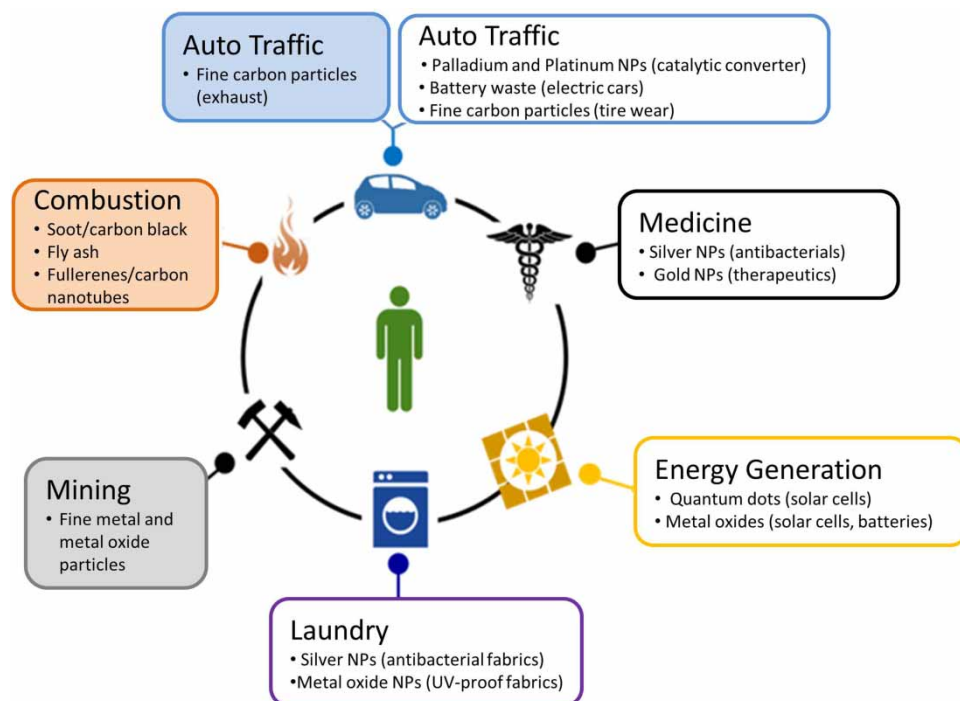 Auto Traffic
• Fine carbon particles
(exhaust)
Auto Traffic
• Palladium and Platinum NPs (catalytic converter)
• Battery waste (electric cars)
• Fine carbon particles (tire wear)
Combustion
• Soot/carbon black
• Fly ash
• Fullerenes/carbon
nanotubes
Medicine
• Silver NPs (antibacterials)
• Gold NPs (therapeutics)
Mining
• Fine metal and
metal oxide
particles
Energy Generation
• Quantum dots (solar cells)
• Metal oxides (solar cells, batteries)
Laundry
• Silver NPs (antibacterial fabrics)
•Metal oxide NPs (UV-proof fabrics)